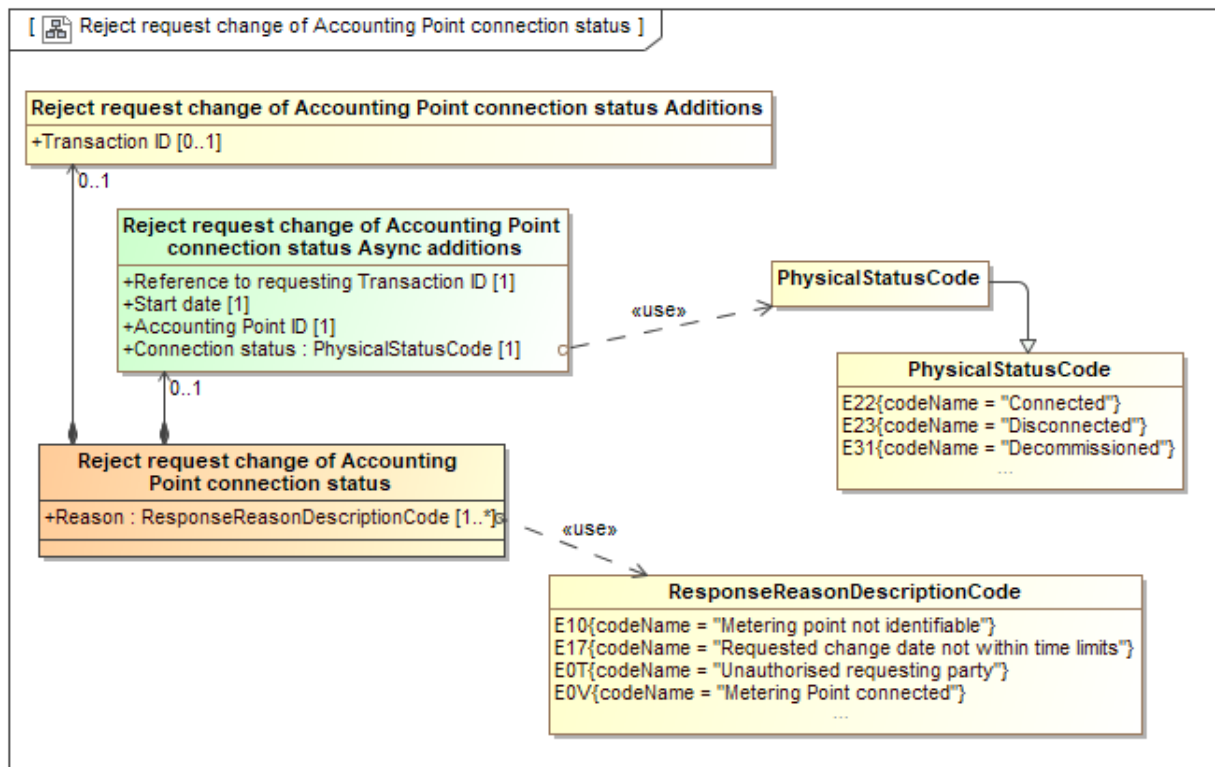 [ Reject request change of Accounting Point connection status ]
Reject request change of Accounting Point connection status Additions
+Transaction ID [0..1]
0..1
Reject request change of Accounting Point
connection status Async additions
+Reference to requesting Transaction ID [1]
+Start date [1]
+Accounting Point ID [1]
+Connection status : PhysicalStatusCode [1]
«use»
PhysicalStatusCode
PhysicalStatusCode
E22{codeName = "Connected"}
E23{codeName = "Disconnected"}
E31{codeName = "Decommissioned"}
...
0..1
Reject request change of Accounting
Point connection status
+Reason : ResponseReasonDescriptionCode [1..*]
«use»
ResponseReasonDescriptionCode
E10{codeName = "Metering point not identifiable"}
E17{codeName = "Requested change date not within time limits"}
E0T{codeName = "Unauthorised requesting party"}
E0V{codeName = "Metering Point connected"}
...